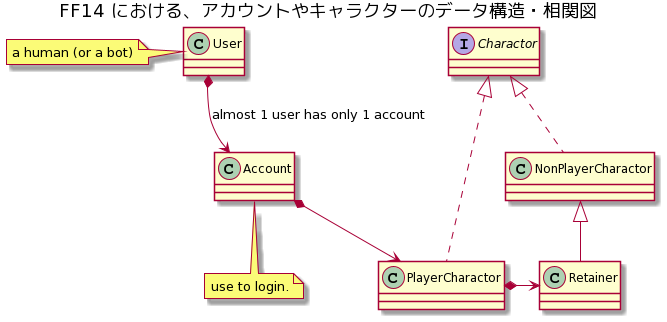 FF14 における、アカウントやキャラクターのデータ構造・相関図
a human (or a bot)
C User
I Charactor
almost 1 user has only 1 account
C Account
C NonPlayerCharactor
use to login.
C PlayerCharactor
C Retainer